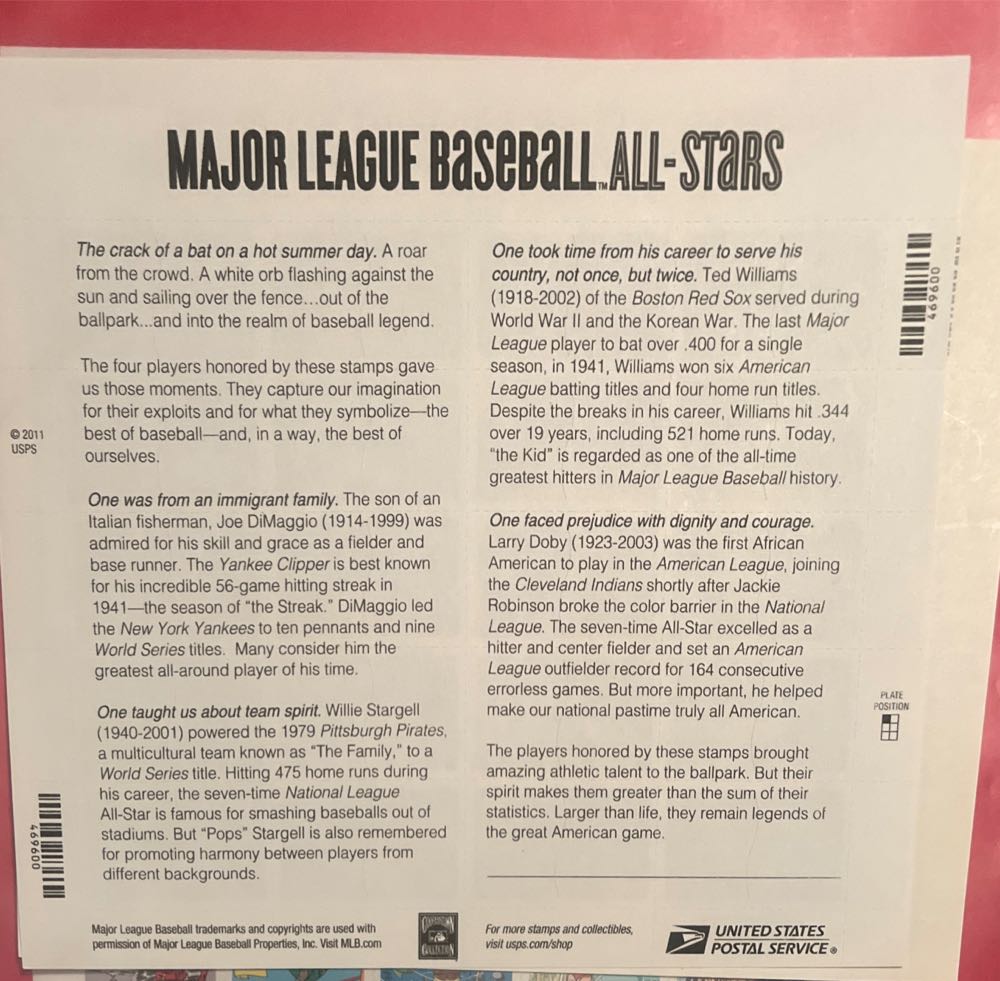 MAJOR LEAGUE BaSeBaLL™ ALL-STaRS
The crack of a bat on a hot summer day. A roar
from the crowd. A white orb flashing against the
sun and sailing over the fence...out of the
ballpark...and into the realm of baseball legend.
The four players honored by these stamps gave
us those moments. They capture our imagination
for their exploits and for what they symbolize—the
best of baseball—and, in a way, the best of
ourselves.
© 2011
USPS
One was from an immigrant family. The son of an
Italian fisherman, Joe DiMaggio (1914-1999) was
admired for his skill and grace as a fielder and
base runner. The Yankee Clipper is best known
for his incredible 56-game hitting streak in
1941—the season of “the Streak.” DiMaggio led
the New York Yankees to ten pennants and nine
World Series titles. Many consider him the
greatest all-around player of his time.
One taught us about team spirit. Willie Stargell
(1940-2001) powered the 1979 Pittsburgh Pirates,
a multicultural team known as “The Family,” to a
World Series title. Hitting 475 home runs during
his career, the seven-time National League
All-Star is famous for smashing baseballs out of
stadiums. But “Pops” Stargell is also remembered
for promoting harmony between players from
different backgrounds.
469600
One took time from his career to serve his
country, not once, but twice. Ted Williams
(1918-2002) of the Boston Red Sox served during
World War II and the Korean War. The last Major
League player to bat over .400 for a single
season, in 1941, Williams won six American
League batting titles and four home run titles.
Despite the breaks in his career, Williams hit .344
over 19 years, including 521 home runs. Today,
“the Kid” is regarded as one of the all-time
greatest hitters in Major League Baseball history.
469600
One faced prejudice with dignity and courage.
Larry Doby (1923-2003) was the first African
American to play in the American League, joining
the Cleveland Indians shortly after Jackie
Robinson broke the color barrier in the National
League. The seven-time All-Star excelled as a
hitter and center fielder and set an American
League outfielder record for 164 consecutive
errorless games. But more important, he helped
make our national pastime truly all American.
PLATE
POSITION
The players honored by these stamps brought
amazing athletic talent to the ballpark. But their
spirit makes them greater than the sum of their
statistics. Larger than life, they remain legends of
the great American game.
Major League Baseball trademarks and copyrights are used with
permission of Major League Baseball Properties, Inc. Visit MLB.com
For more stamps and collectibles,
visit usps.com/shop
UNITED STATES
POSTAL SERVICE ®